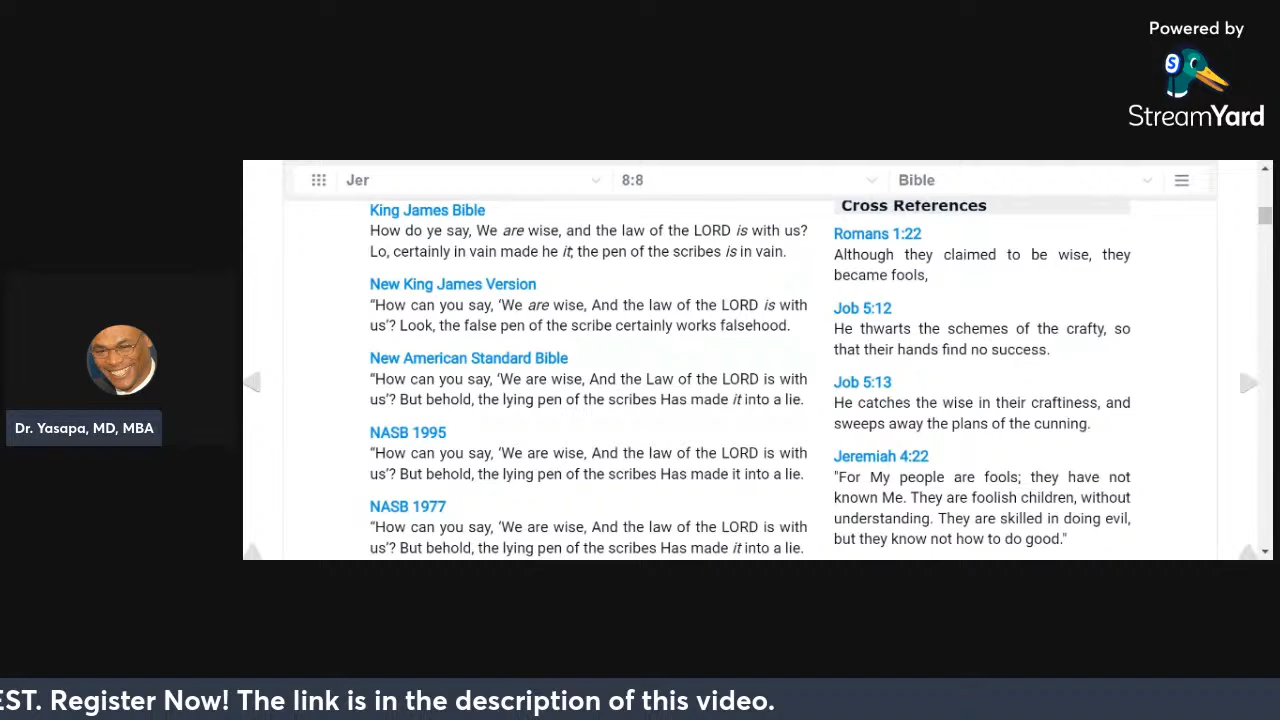 Powered by
StreamYard
Jer
8:8
Bible
King James Bible
How do ye say, We are wise, and the law of the LORD is with us?
Lo, certainly in vain made he it; the pen of the scribes is in vain.
New King James Version
“How can you say, ‘We are wise, And the law of the LORD is with
us’? Look, the false pen of the scribe certainly works falsehood.
New American Standard Bible
“How can you say, ‘We are wise, And the Law of the LORD is with
us’? But behold, the lying pen of the scribes Has made it into a lie.
NASB 1995
“How can you say, ‘We are wise, And the law of the LORD is with
us’? But behold, the lying pen of the scribes Has made it into a lie.
NASB 1977
“How can you say, ‘We are wise, And the law of the LORD is with
us’? But behold, the lying pen of the scribes Has made it into a lie.
Cross References
Romans 1:22
Although they claimed to be wise, they
became fools,
Job 5:12
He thwarts the schemes of the crafty, so
that their hands find no success.
Job 5:13
He catches the wise in their craftiness, and
sweeps away the plans of the cunning.
Jeremiah 4:22
"For My people are fools; they have not
known Me. They are foolish children, without
understanding. They are skilled in doing evil,
but they know not how to do good."
Dr. Yasapa, MD, MBA
EST. Register Now! The link is in the description of this video.